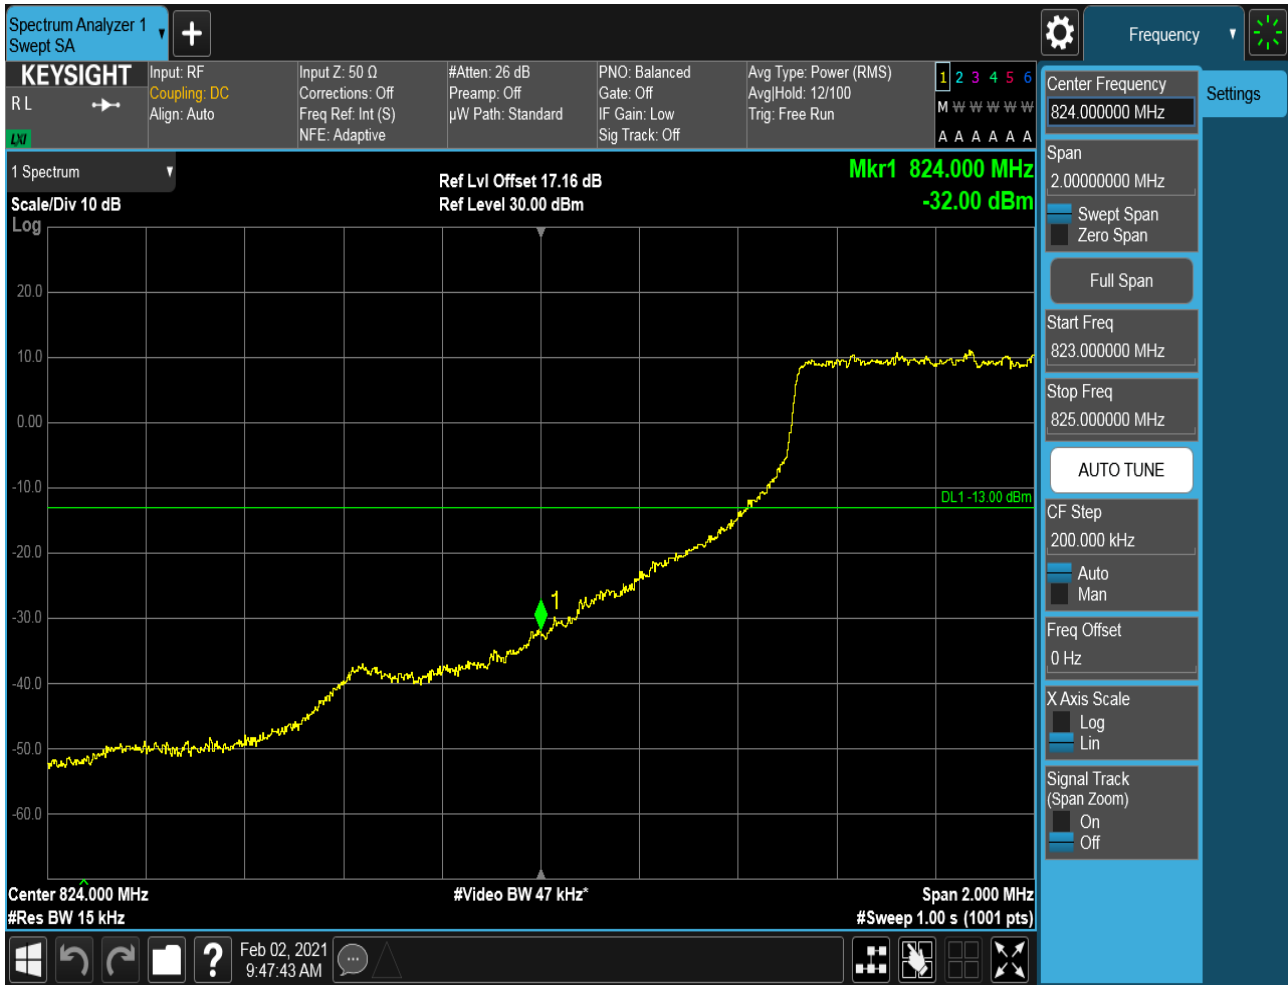 Spectrum Analyzer 1
Swept SA
+
Frequency
KEYSIGHT
R L
LXI
Input: RF
Coupling: DC
Align: Auto
Input Z: 50 Ω
Corrections: Off
Freq Ref: Int (S)
NFE: Adaptive
#Atten: 26 dB
Preamp: Off
µW Path: Standard
PNO: Balanced
Gate: Off
IF Gain: Low
Sig Track: Off
Avg Type: Power (RMS)
Avg|Hold: 12/100
Trig: Free Run
1 2 3 4 5 6
M W W W W W
A A A A A A
1 Spectrum
Scale/Div 10 dB
Log
Ref Lvl Offset 17.16 dB
Ref Level 30.00 dBm
Mkr1 824.000 MHz
-32.00 dBm
20.0
10.0
0.00
-10.0
DL1 -13.00 dBm
-20.0
1
-30.0
-40.0
-50.0
-60.0
Center 824.000 MHz
#Res BW 15 kHz
#Video BW 47 kHz*
Span 2.000 MHz
#Sweep 1.00 s (1001 pts)
?
Feb 02, 2021
9:47:43 AM
Center Frequency
824.000000 MHz
Settings
Span
2.00000000 MHz
Swept Span
Zero Span
Full Span
Start Freq
823.000000 MHz
Stop Freq
825.000000 MHz
AUTO TUNE
CF Step
200.000 kHz
Auto
Man
Freq Offset
0 Hz
X Axis Scale
Log
Lin
Signal Track
(Span Zoom)
On
Off